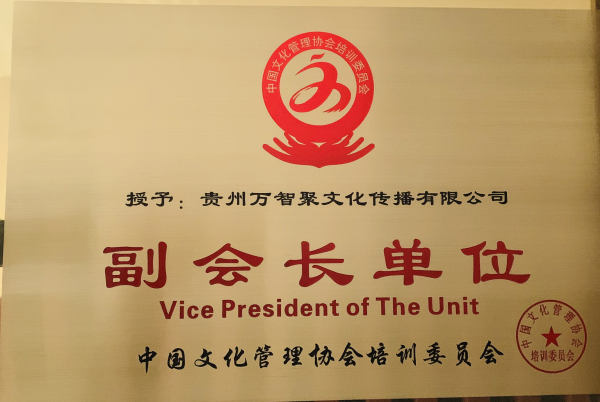 中国文化管理协会培训委员会
授予：贵州万智聚文化传播有限公司
副会长单位
Vice President of The Unit
中国文化管理协会培训委员会
中国文化管理协会
培训委员会